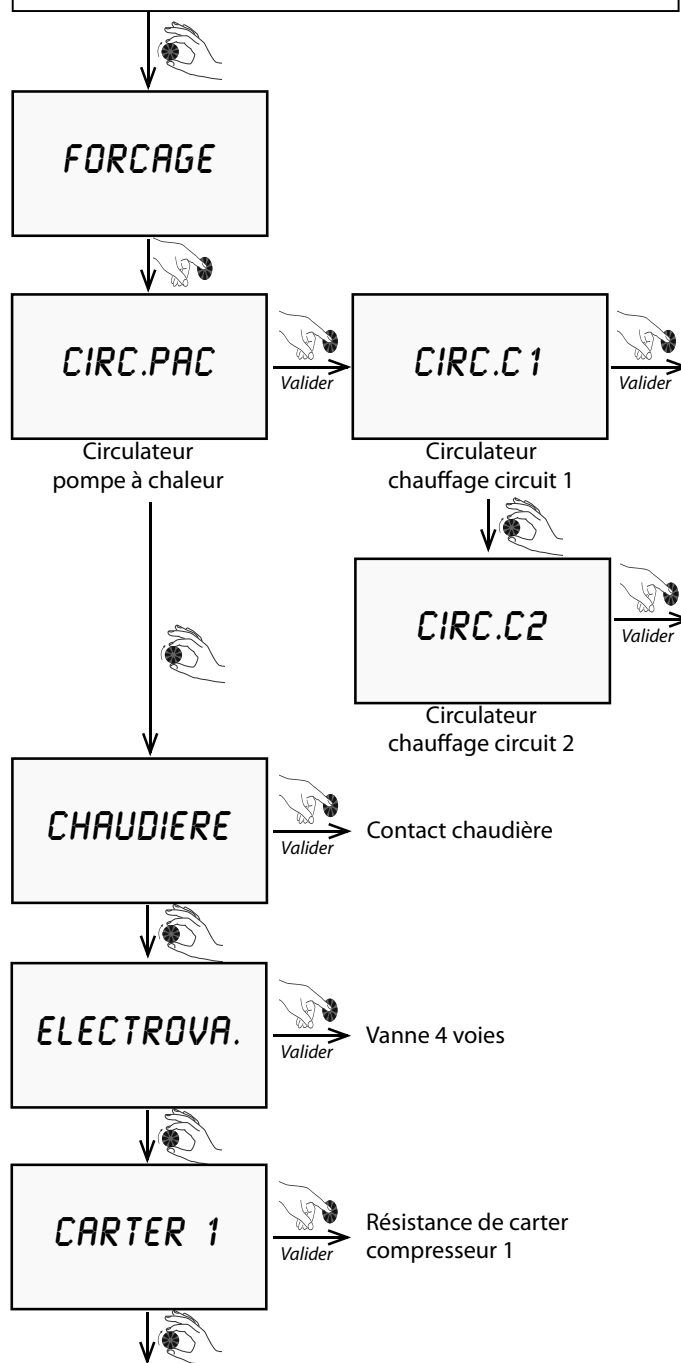 FORCAGE
CIRC.PAC
Valider
CIRC.C1
Valider
Circulateur
pompe à chaleur
Circulateur
chauffage circuit 1
CIRC.C2
Valider
Circulateur
chauffage circuit 2
CHAUDIERE
Valider
Contact chaudière
ELECTROVA.
Valider
Vanne 4 voies
CARTER 1
Valider
Résistance de carter
compresseur 1